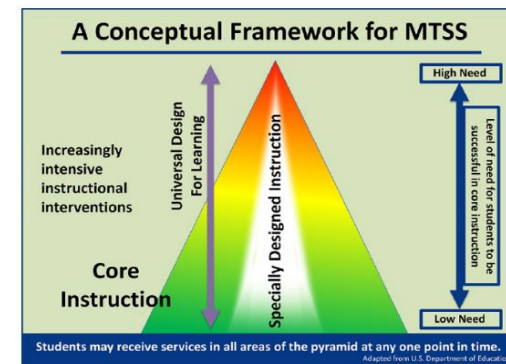 A Conceptual Framework for MTSS
High Need
Universal Design
For Learning
Specially Designed Instruction
Level of need for students to be
successful in core instruction
Increasingly
intensive
instructional
interventions
Core
Instruction
Low Need
Students may receive services in all areas of the pyramid at any one point in time.
Adapted from U.S. Department of Education